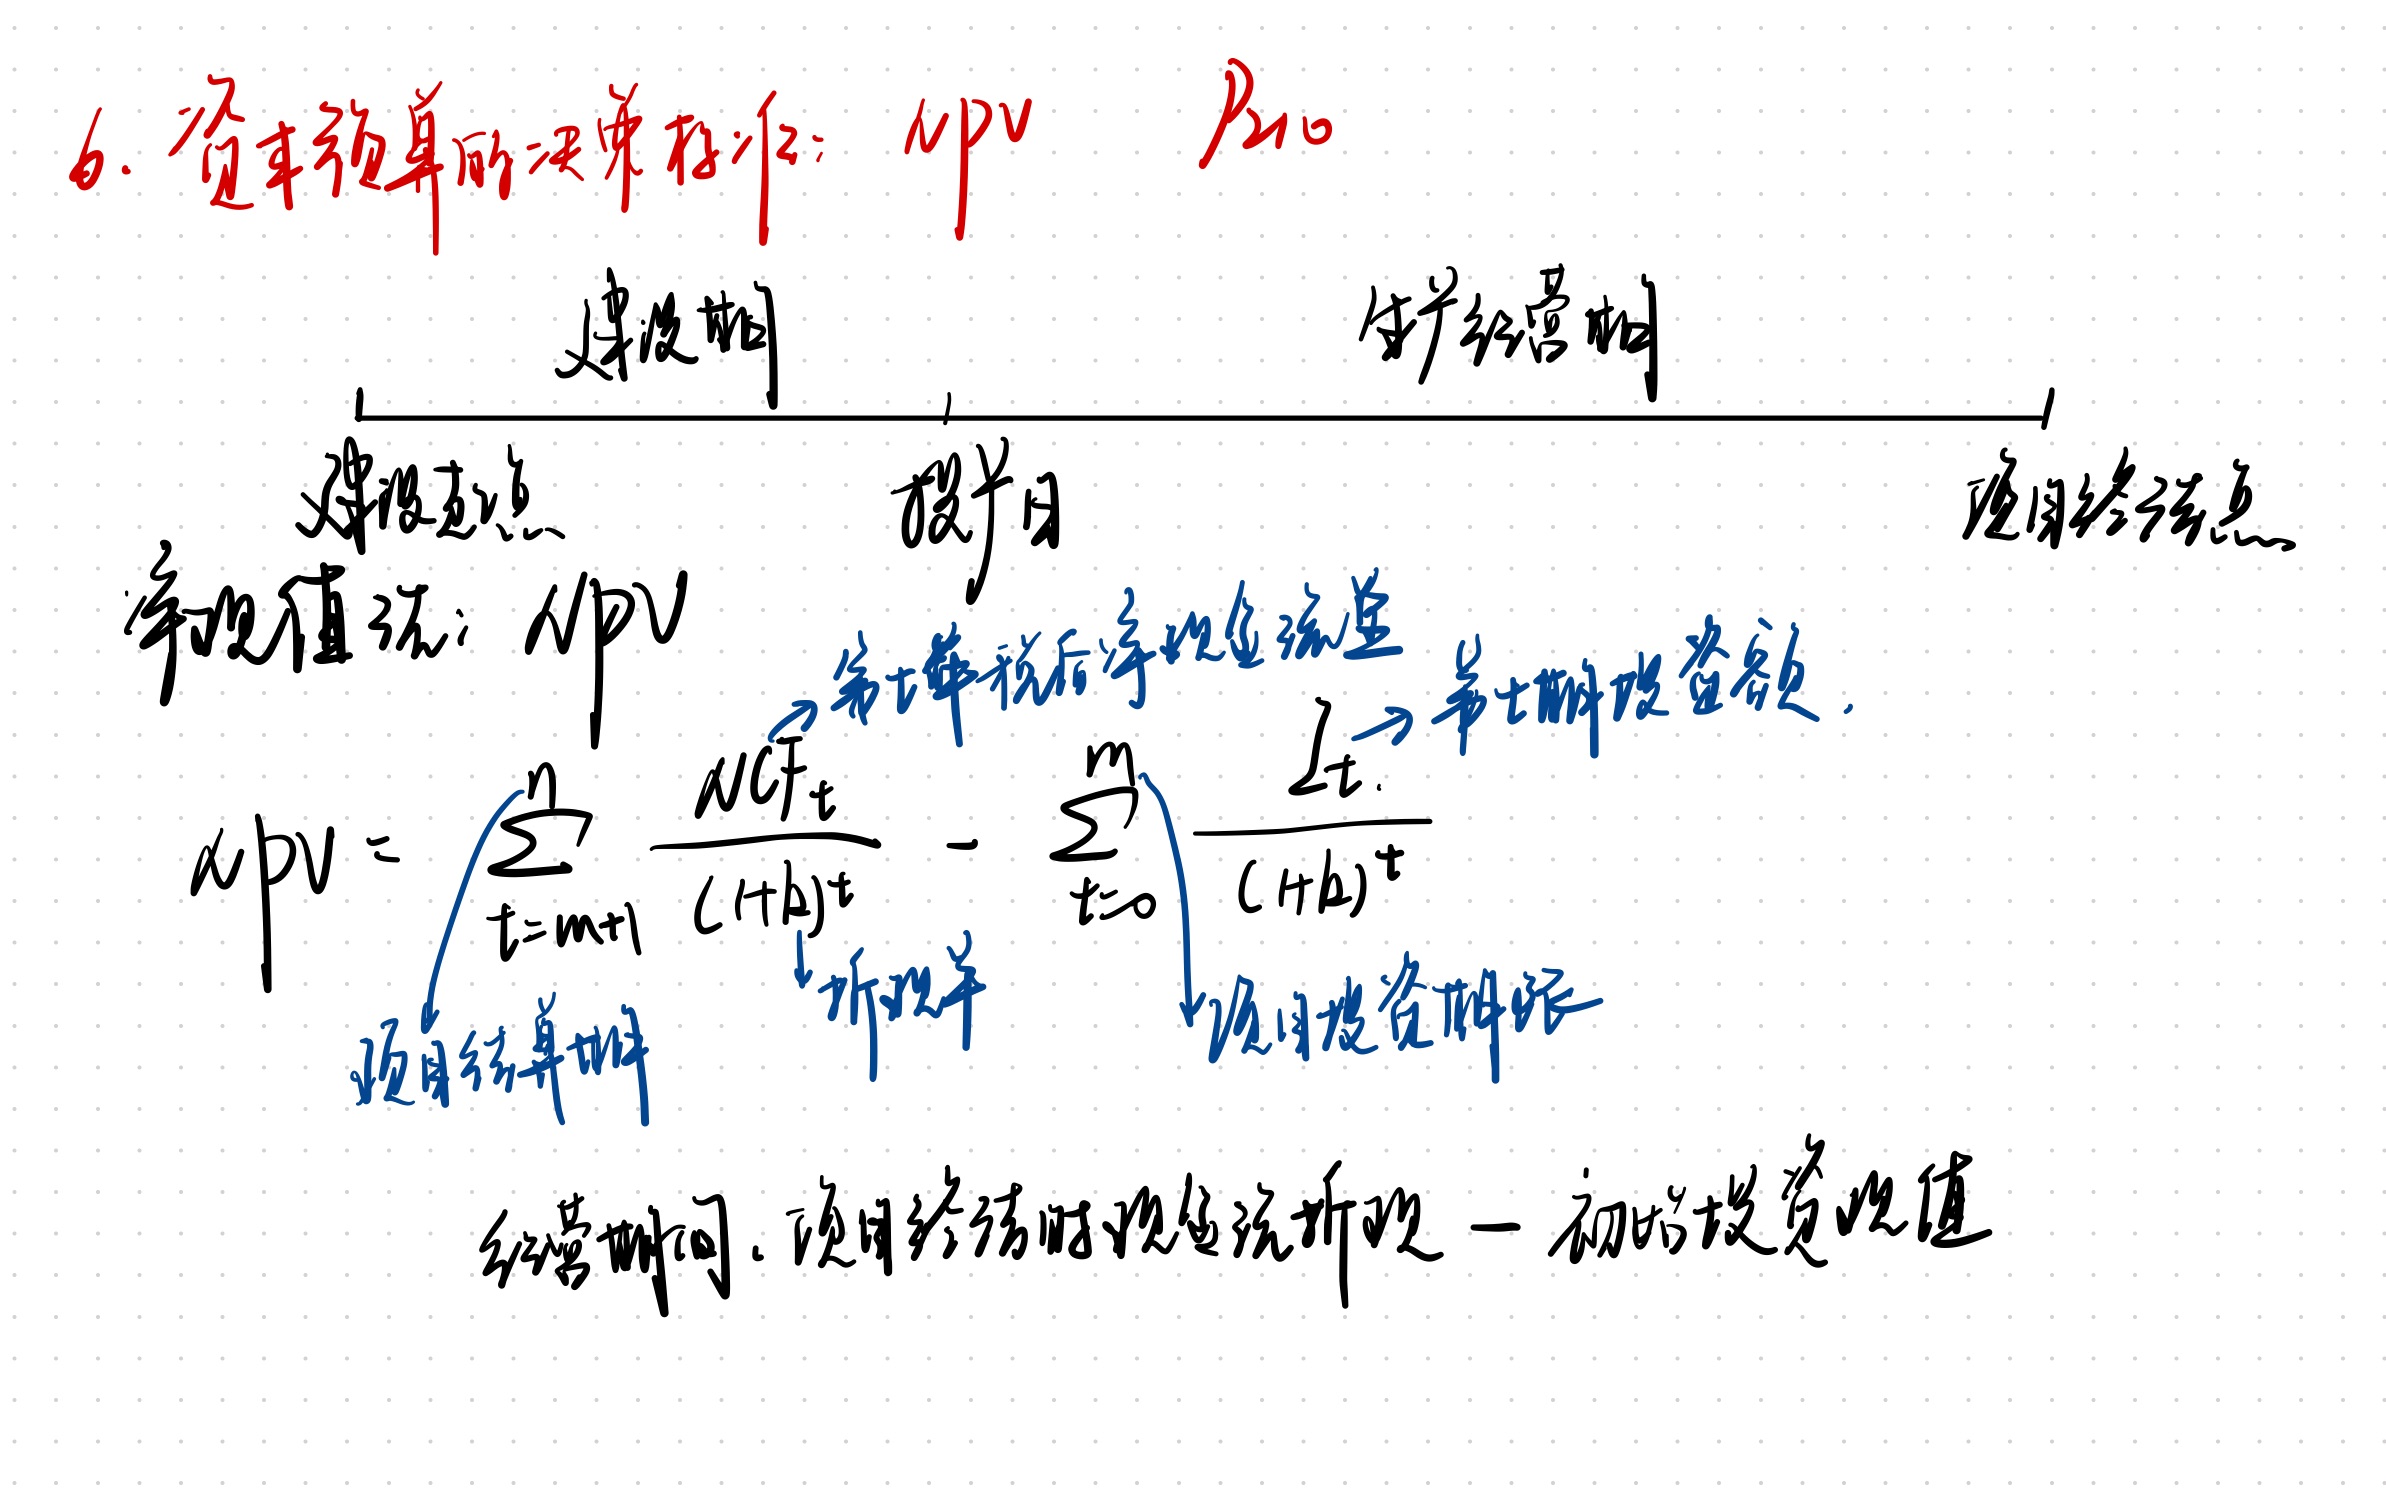 6. 资本预算的决策标准: NPV P210
建设期 生产经营期
建设起点 投产日 项目终结点
净现值法: NPV
第t年税后净现金流量 第t期投资额
NPV = \sum_{t=m+1}^{n} \frac{NCF_t}{(1+k)^t} - \sum_{t=0}^{m} \frac{I_t}{(1+k)^t}
项目结算期 折现率 项目投资期
经营期间.项目终结时现金流折现 — 初始投资现值